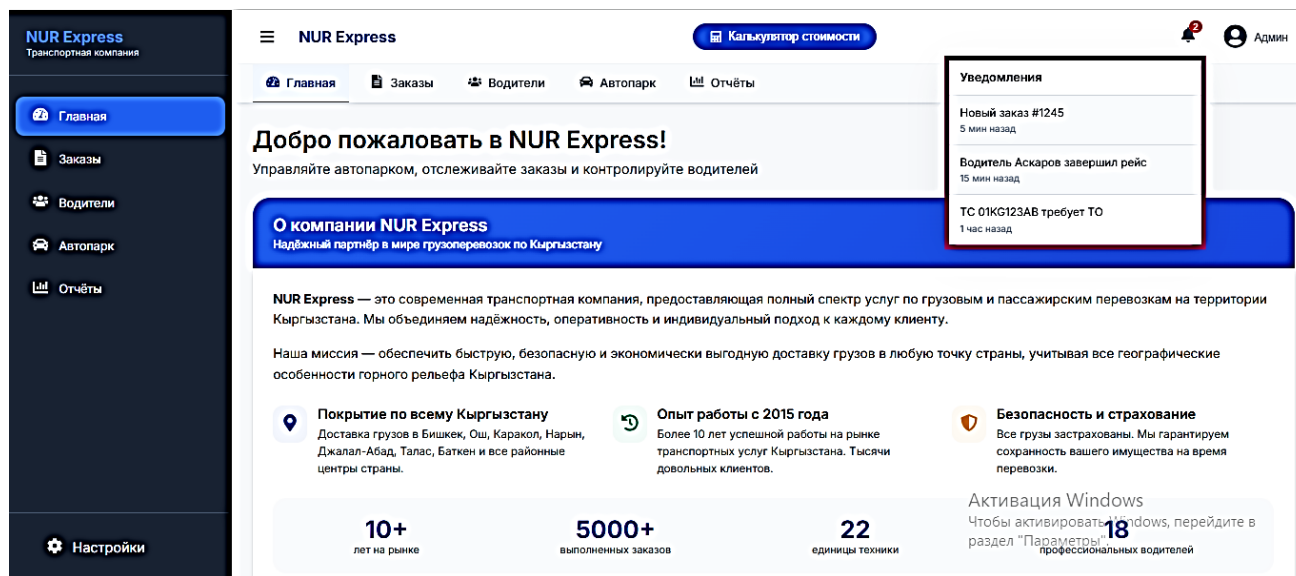 NUR Express
Транспортная компания
Главная
Заказы
Водители
Автопарк
Отчёты
Настройки
NUR Express
Калькулятор стоимости
2
Админ
Главная
Заказы
Водители
Автопарк
Отчёты
Уведомления
Новый заказ #1245
5 мин назад
Водитель Аскаров завершил рейс
15 мин назад
ТС 01KG123AB требует ТО
1 час назад
Добро пожаловать в NUR Express!
Управляйте автопарком, отслеживайте заказы и контролируйте водителей
О компании NUR Express
Надёжный партнёр в мире грузоперевозок по Кыргызстану
NUR Express — это современная транспортная компания, предоставляющая полный спектр услуг по грузовым и пассажирским перевозкам на территории
Кыргызстана. Мы объединяем надёжность, оперативность и индивидуальный подход к каждому клиенту.
Наша миссия — обеспечить быструю, безопасную и экономически выгодную доставку грузов в любую точку страны, учитывая все географические
особенности горного рельефа Кыргызстана.
Покрытие по всему Кыргызстану
Доставка грузов в Бишкек, Ош, Каракол, Нарын,
Джалал-Абад, Талас, Баткен и все районные
центры страны.
Опыт работы с 2015 года
Более 10 лет успешной работы на рынке
транспортных услуг Кыргызстана. Тысячи
довольных клиентов.
Безопасность и страхование
Все грузы застрахованы. Мы гарантируем
сохранность вашего имущества на время
перевозки.
10+
лет на рынке
5000+
выполненных заказов
22
единицы техники
18
профессиональных водителей
Активация Windows
Чтобы активировать Windows, перейдите в
раздел "Параметры".